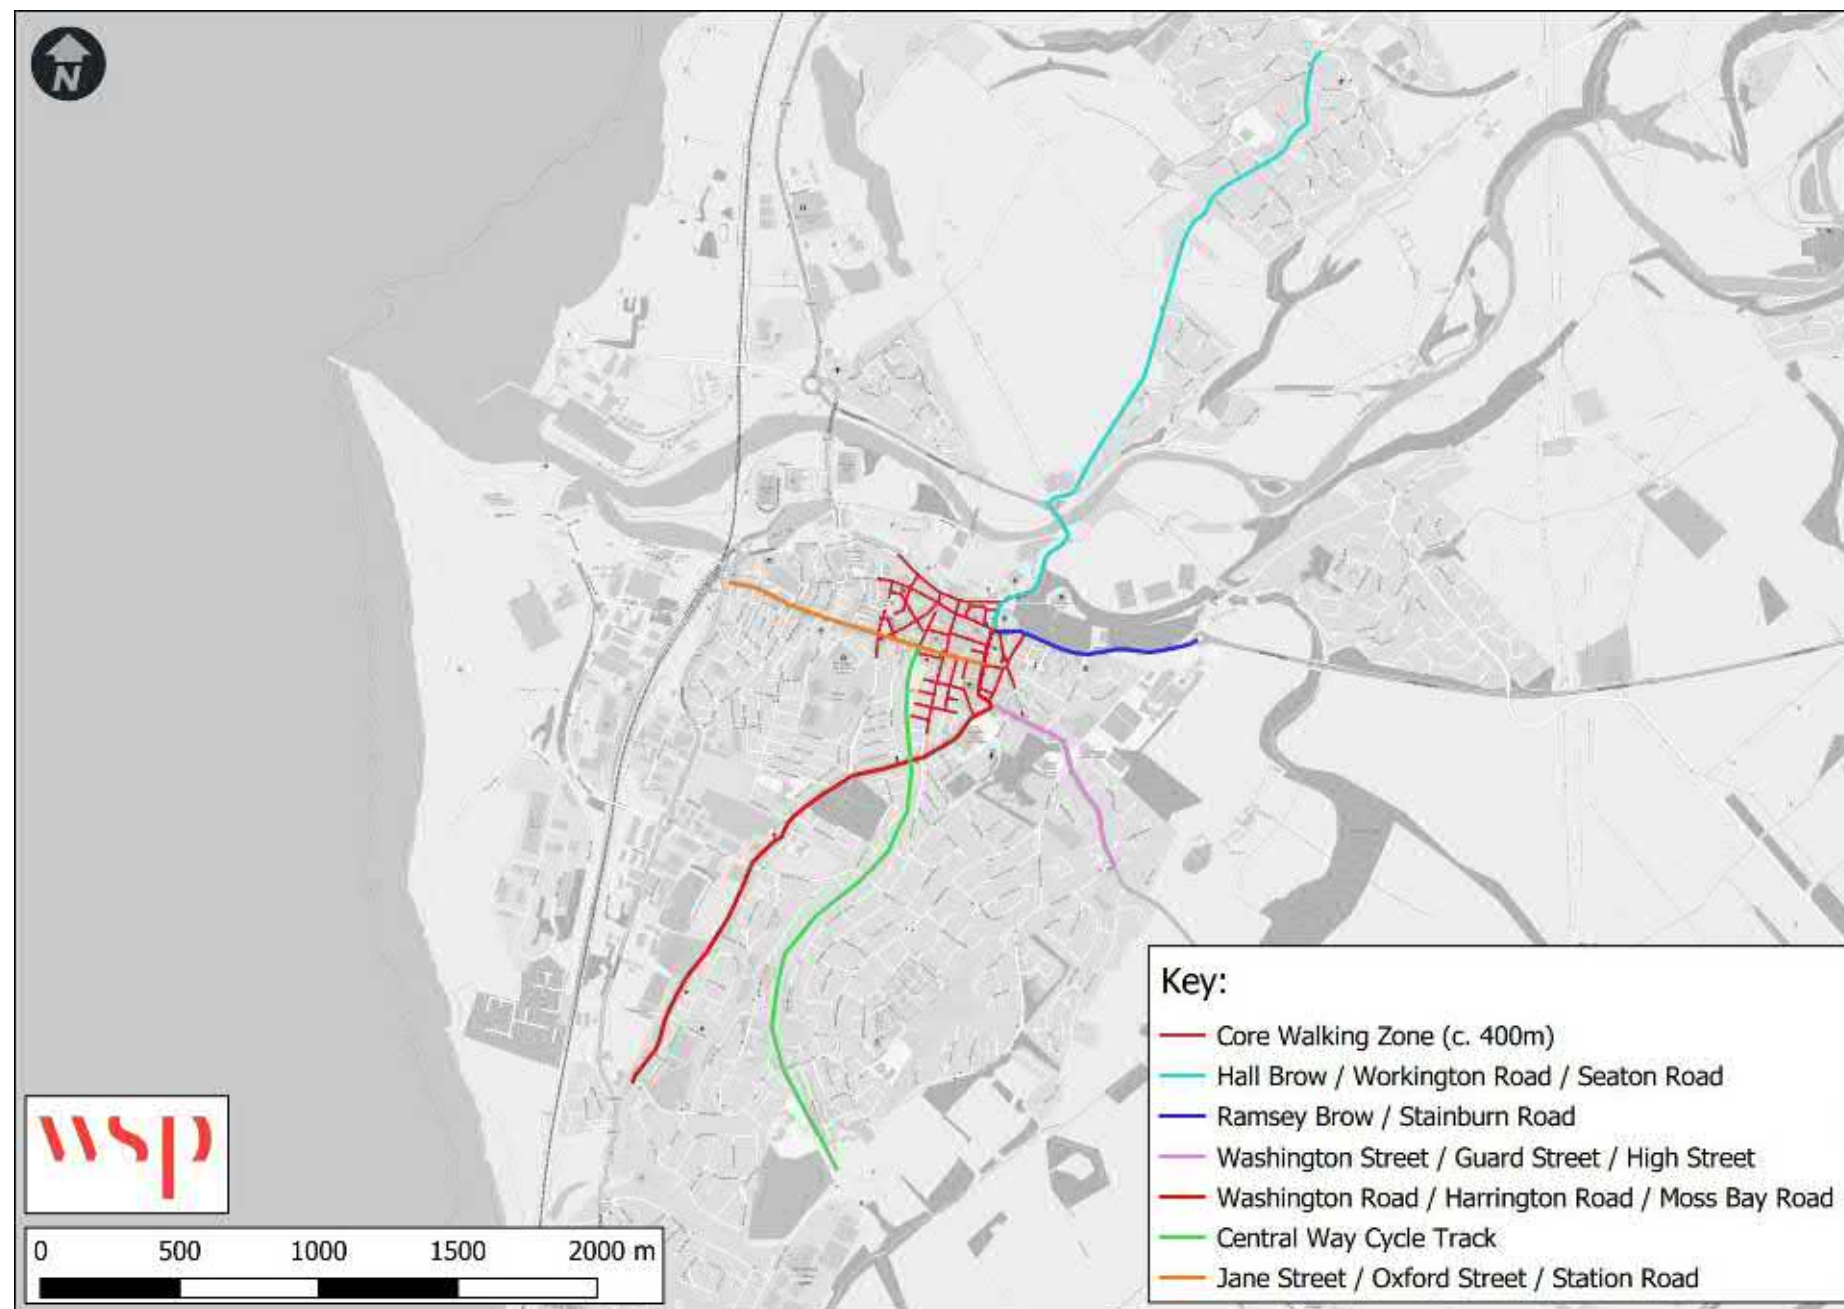 N
Key:
Core Walking Zone (c. 400m)
Hall Brow / Workington Road / Seaton Road
Ramsey Brow / Stainburn Road
Washington Street / Guard Street / High Street
Washington Road / Harrington Road / Moss Bay Road
Central Way Cycle Track
Jane Street / Oxford Street / Station Road
wsp
0 500 1000 1500 2000 m